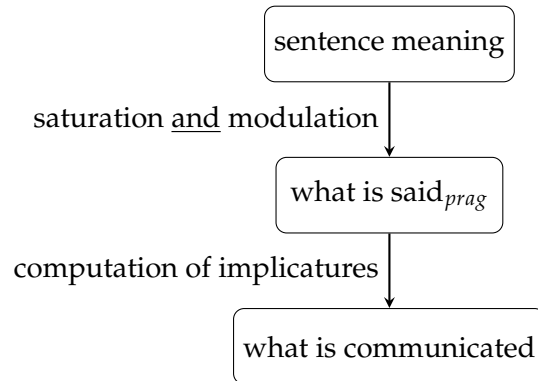 sentence meaning
saturation and modulation
what is said_prag
computation of implicatures
what is communicated